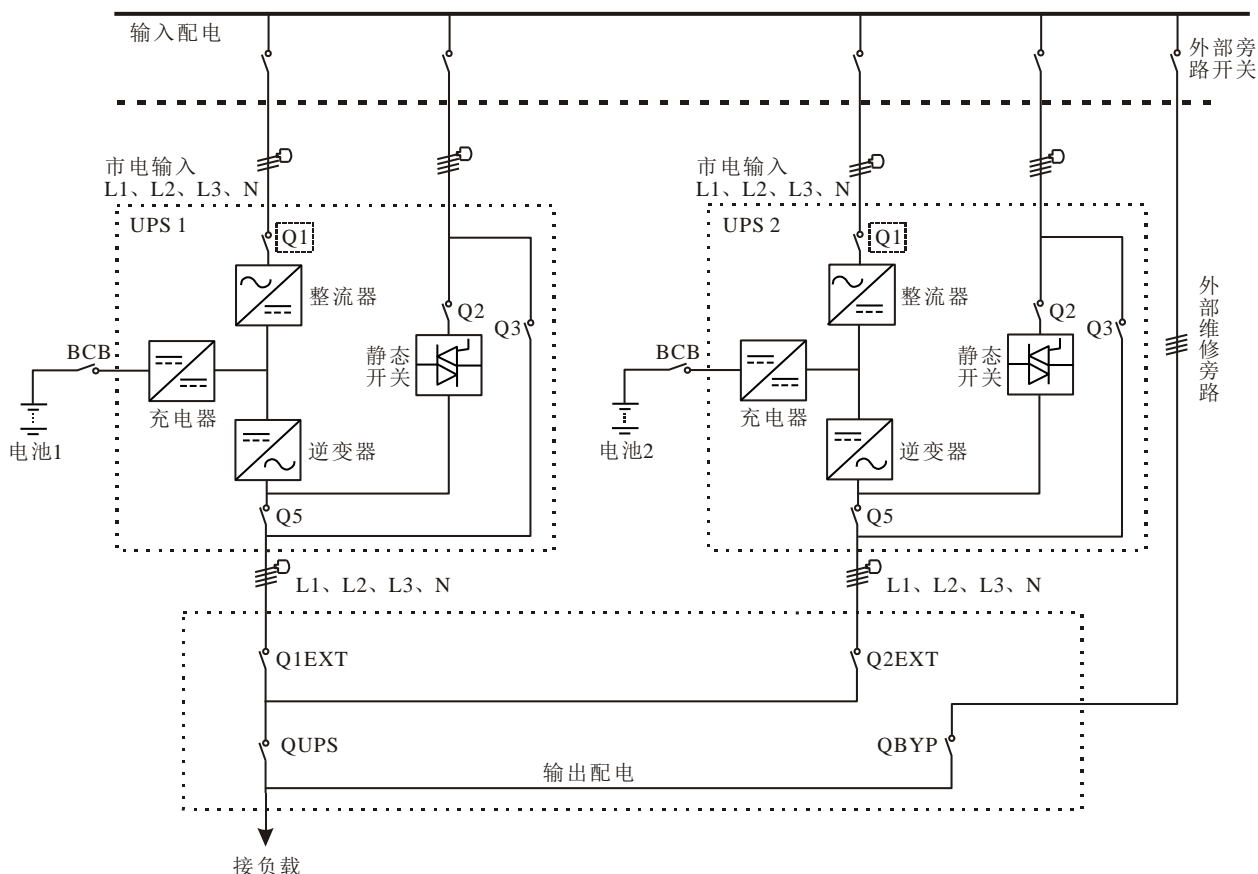 输入配电
外部旁
路开关
市电输入
L1、L2、L3、N
市电输入
L1、L2、L3、N
UPS 1
Q1
整流器
Q2
Q3
BCB
静态
开关
充电器
电池1
逆变器
Q5
UPS 2
Q1
整流器
Q2
Q3
BCB
静态
开关
充电器
电池2
逆变器
Q5
外部维修旁路
L1、L2、L3、N
L1、L2、L3、N
Q1EXT
Q2EXT
QUPS
QBYP
输出配电
接负载